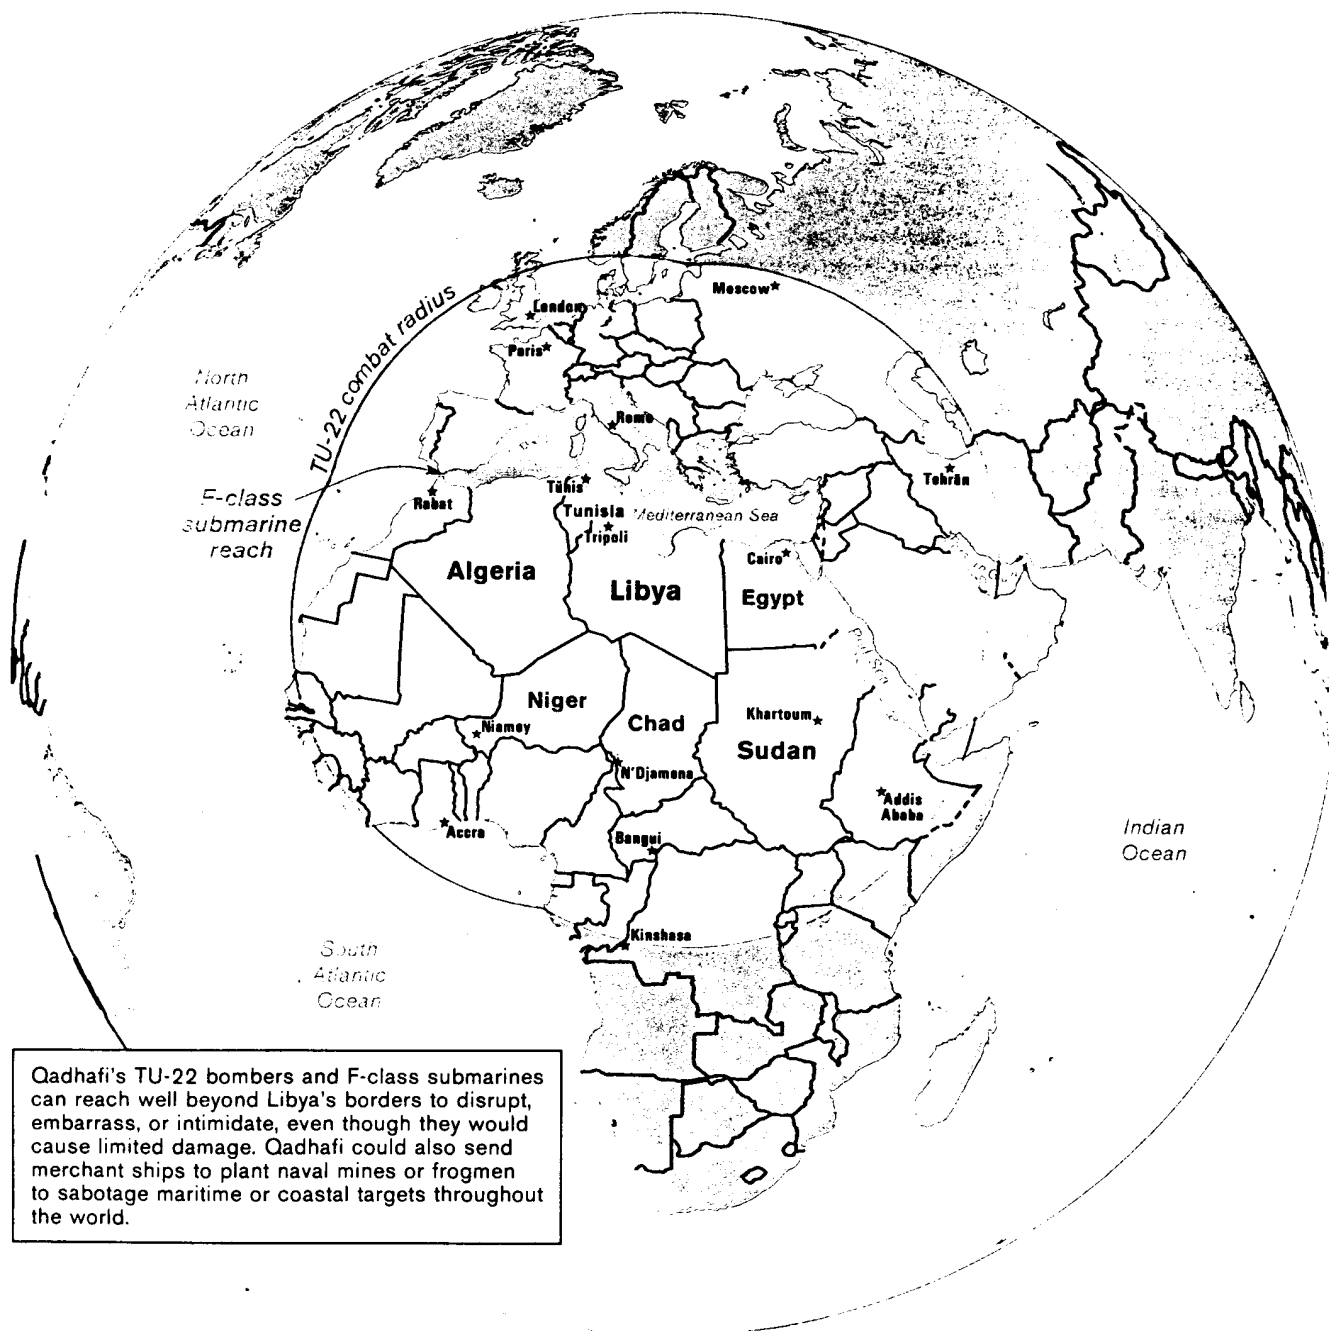 Moscow
London
Paris
TU-22 combat radius
North
Atlantic
Ocean
Rome
Tehrān
F-class
submarine
reach
Rabat
Tunis
Tunisia
Mediterranean Sea
Tripoli
Cairo
Algeria
Libya
Egypt
Red Sea
Niger
Chad
Khartoum
Sudan
Niamey
N'Djamena
Addis
Ababa
Accra
Bangui
Indian
Ocean
Kinshasa
South
Atlantic
Ocean
Qadhafi's TU-22 bombers and F-class submarines
can reach well beyond Libya's borders to disrupt,
embarrass, or intimidate, even though they would
cause limited damage. Qadhafi could also send
merchant ships to plant naval mines or frogmen
to sabotage maritime or coastal targets throughout
the world.